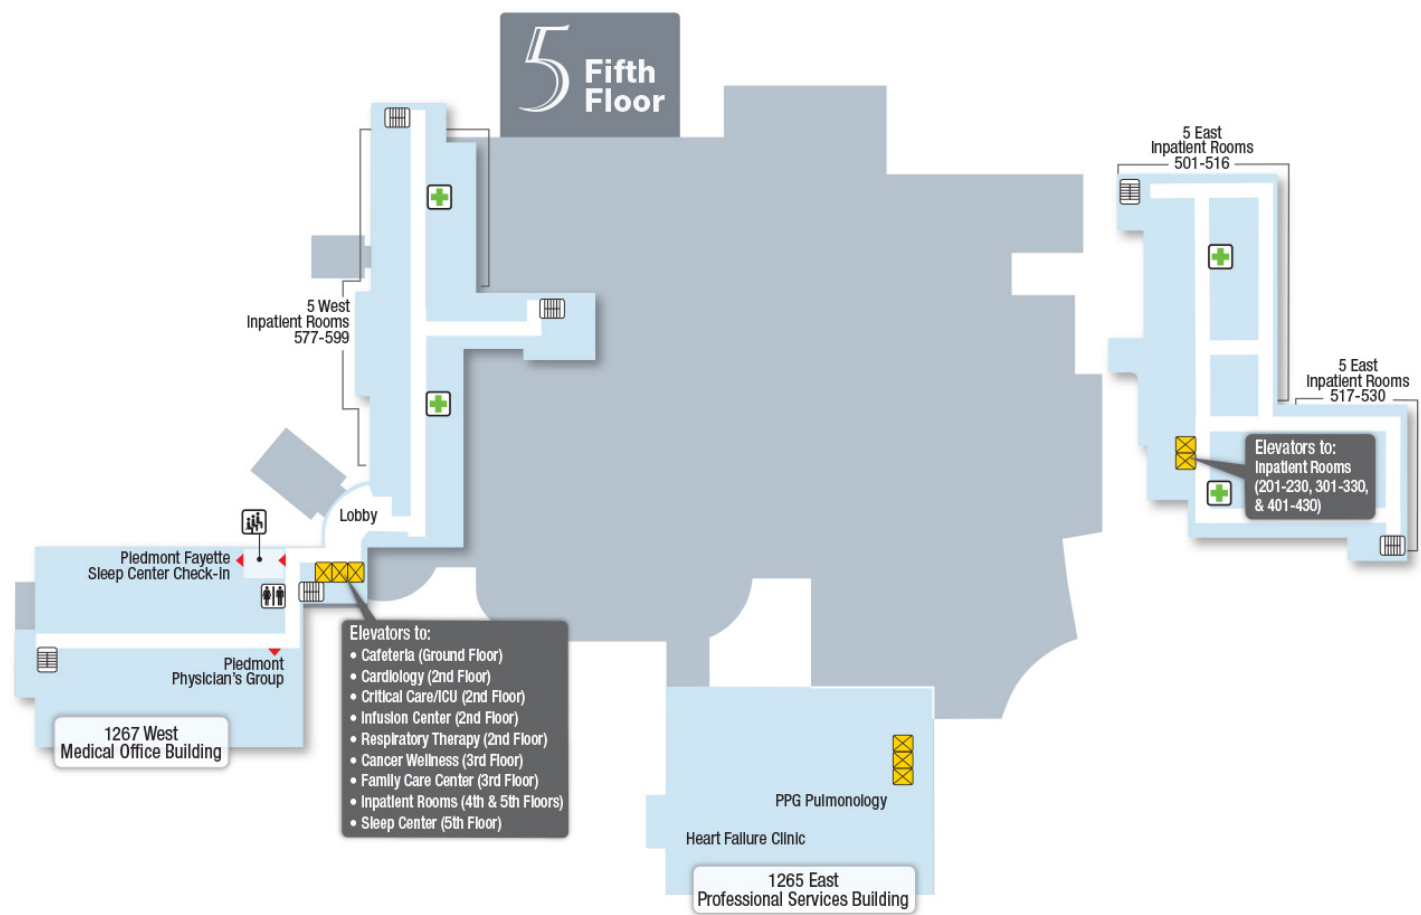 5 Fifth
Floor
5 East
Inpatient Rooms
501-516
5 West
Inpatient Rooms
577-599
5 East
Inpatient Rooms
517-530
Elevators to:
Inpatient Rooms
(201-230, 301-330,
& 401-430)
Lobby
Piedmont Fayette
Sleep Center Check-in
Elevators to:
• Cafeteria (Ground Floor)
• Cardiology (2nd Floor)
• Critical Care/ICU (2nd Floor)
• Infusion Center (2nd Floor)
• Respiratory Therapy (2nd Floor)
• Cancer Wellness (3rd Floor)
• Family Care Center (3rd Floor)
• Inpatient Rooms (4th & 5th Floors)
• Sleep Center (5th Floor)
Piedmont
Physician's Group
1267 West
Medical Office Building
PPG Pulmonology
Heart Failure Clinic
1265 East
Professional Services Building